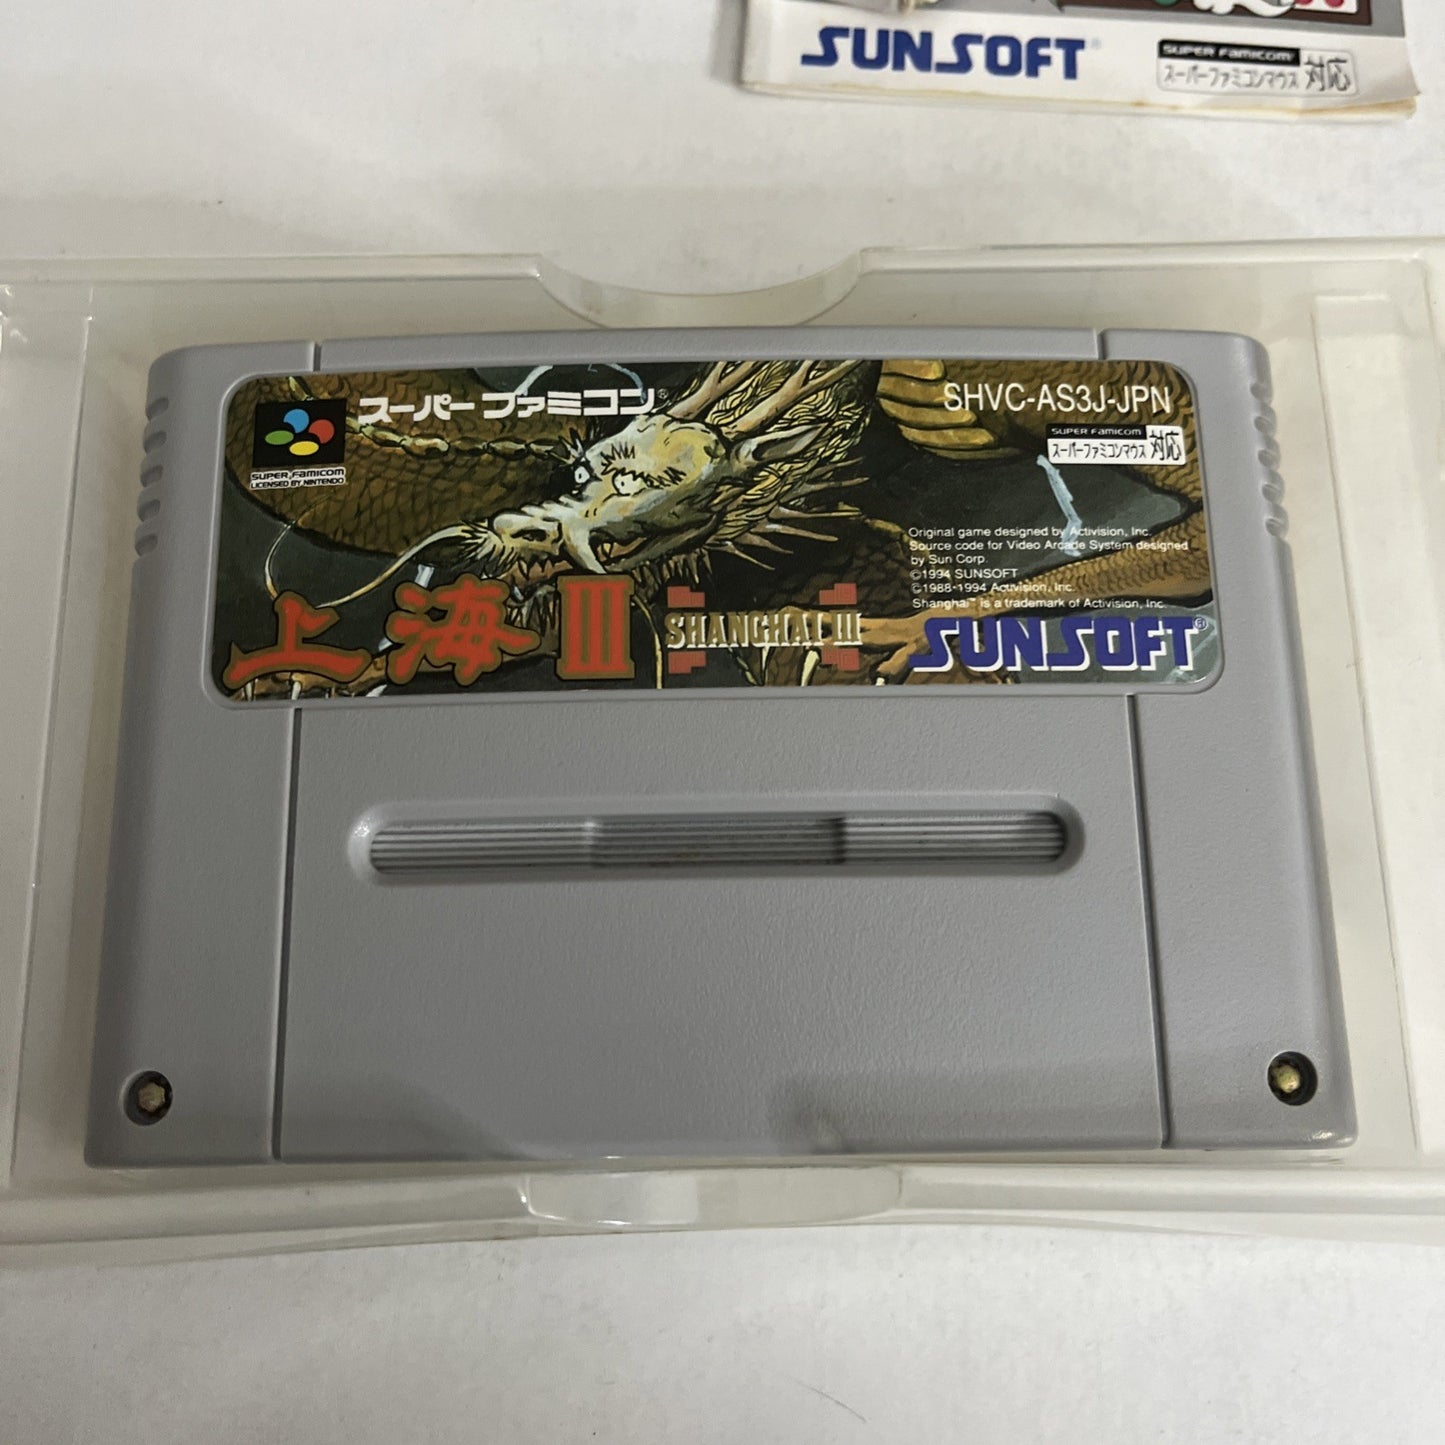 SUNSOFT®
SUPER FAMICOM
スーパーファミコンマウス 対応
スーパーファミコン®
SHVC-AS3J-JPN
SUPER FAMICOM
スーパーファミコンマウス 対応
SUPER FAMICOM
LICENSED BY NINTENDO
Original game designed by Activision, Inc.
Source code for Video Arcade System designed
by Sun Corp.
©1994 SUNSOFT
©1988-1994 Activision, Inc.
Shanghai™ is a trademark of Activision, Inc.
上海III
SHANGHAI III
SUNSOFT®